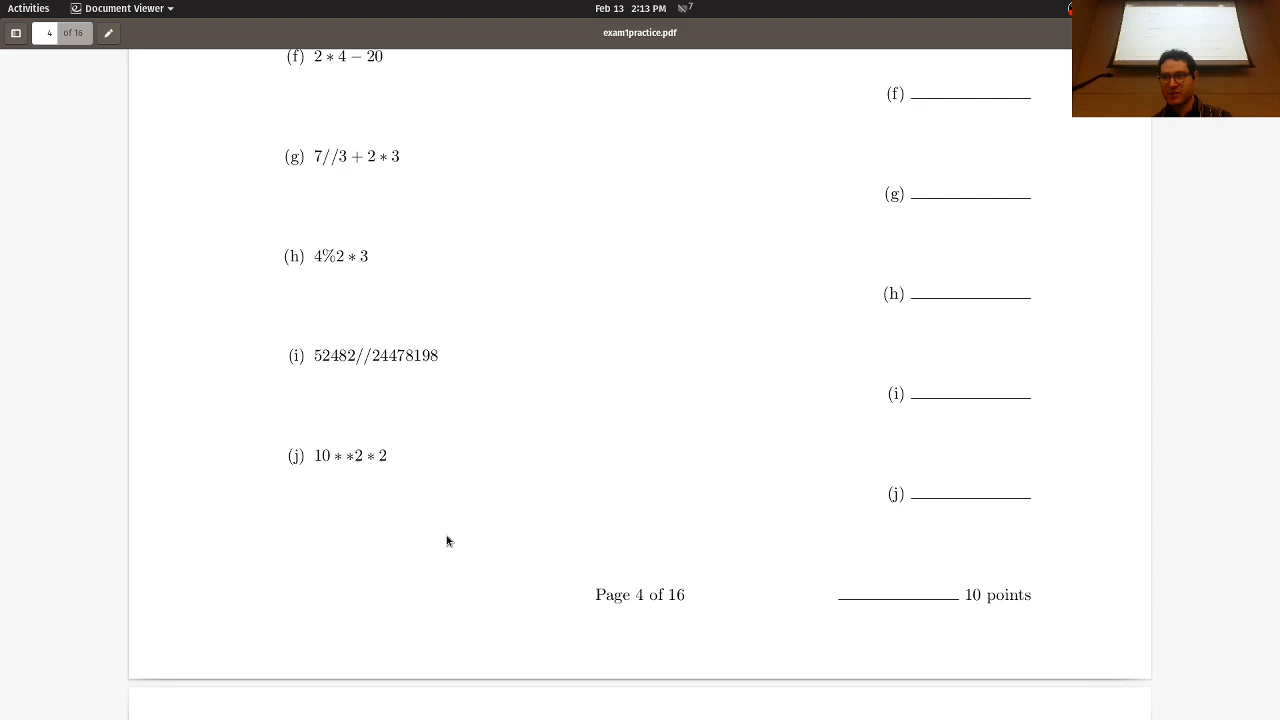 Activities Document Viewer Feb 13 2:13 PM 7
4 of 16 exam1practice.pdf
(f) 2 ∗ 4 − 20
(f)
(g) 7//3 + 2 ∗ 3
(g)
(h) 4%2 ∗ 3
(h)
(i) 52482//24478198
(i)
(j) 10 ∗ ∗2 ∗ 2
(j)
Page 4 of 16 10 points